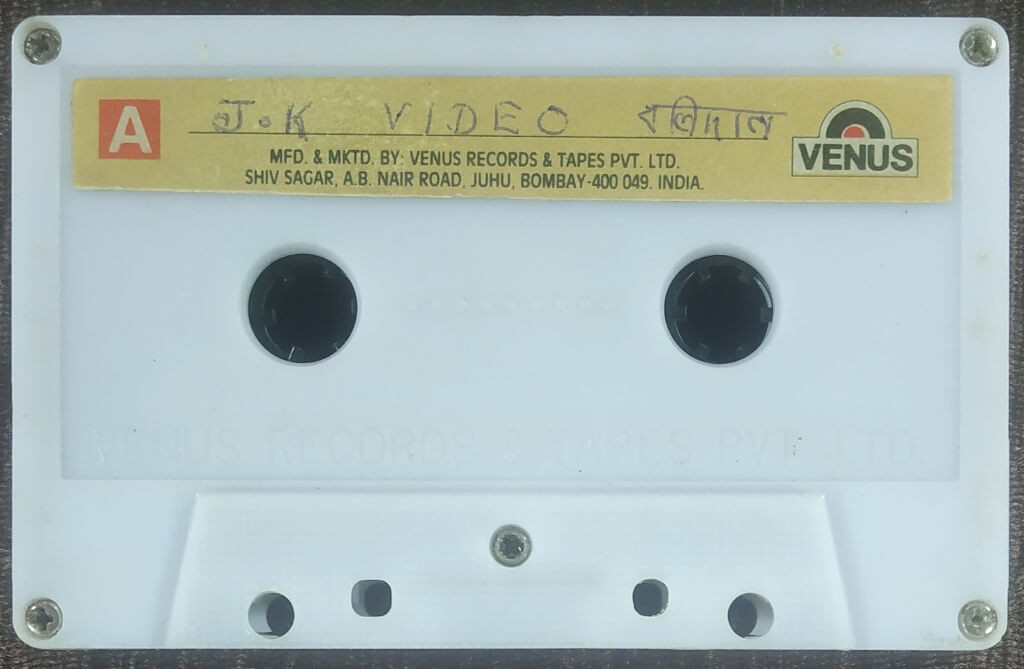 A
J.K VIDEO বলিদান
MFD. & MKTD. BY: VENUS RECORDS & TAPES PVT. LTD.
SHIV SAGAR, A.B. NAIR ROAD, JUHU, BOMBAY-400 049. INDIA.
VENUS
VENUS RECORDS & TAPES PVT. LTD.